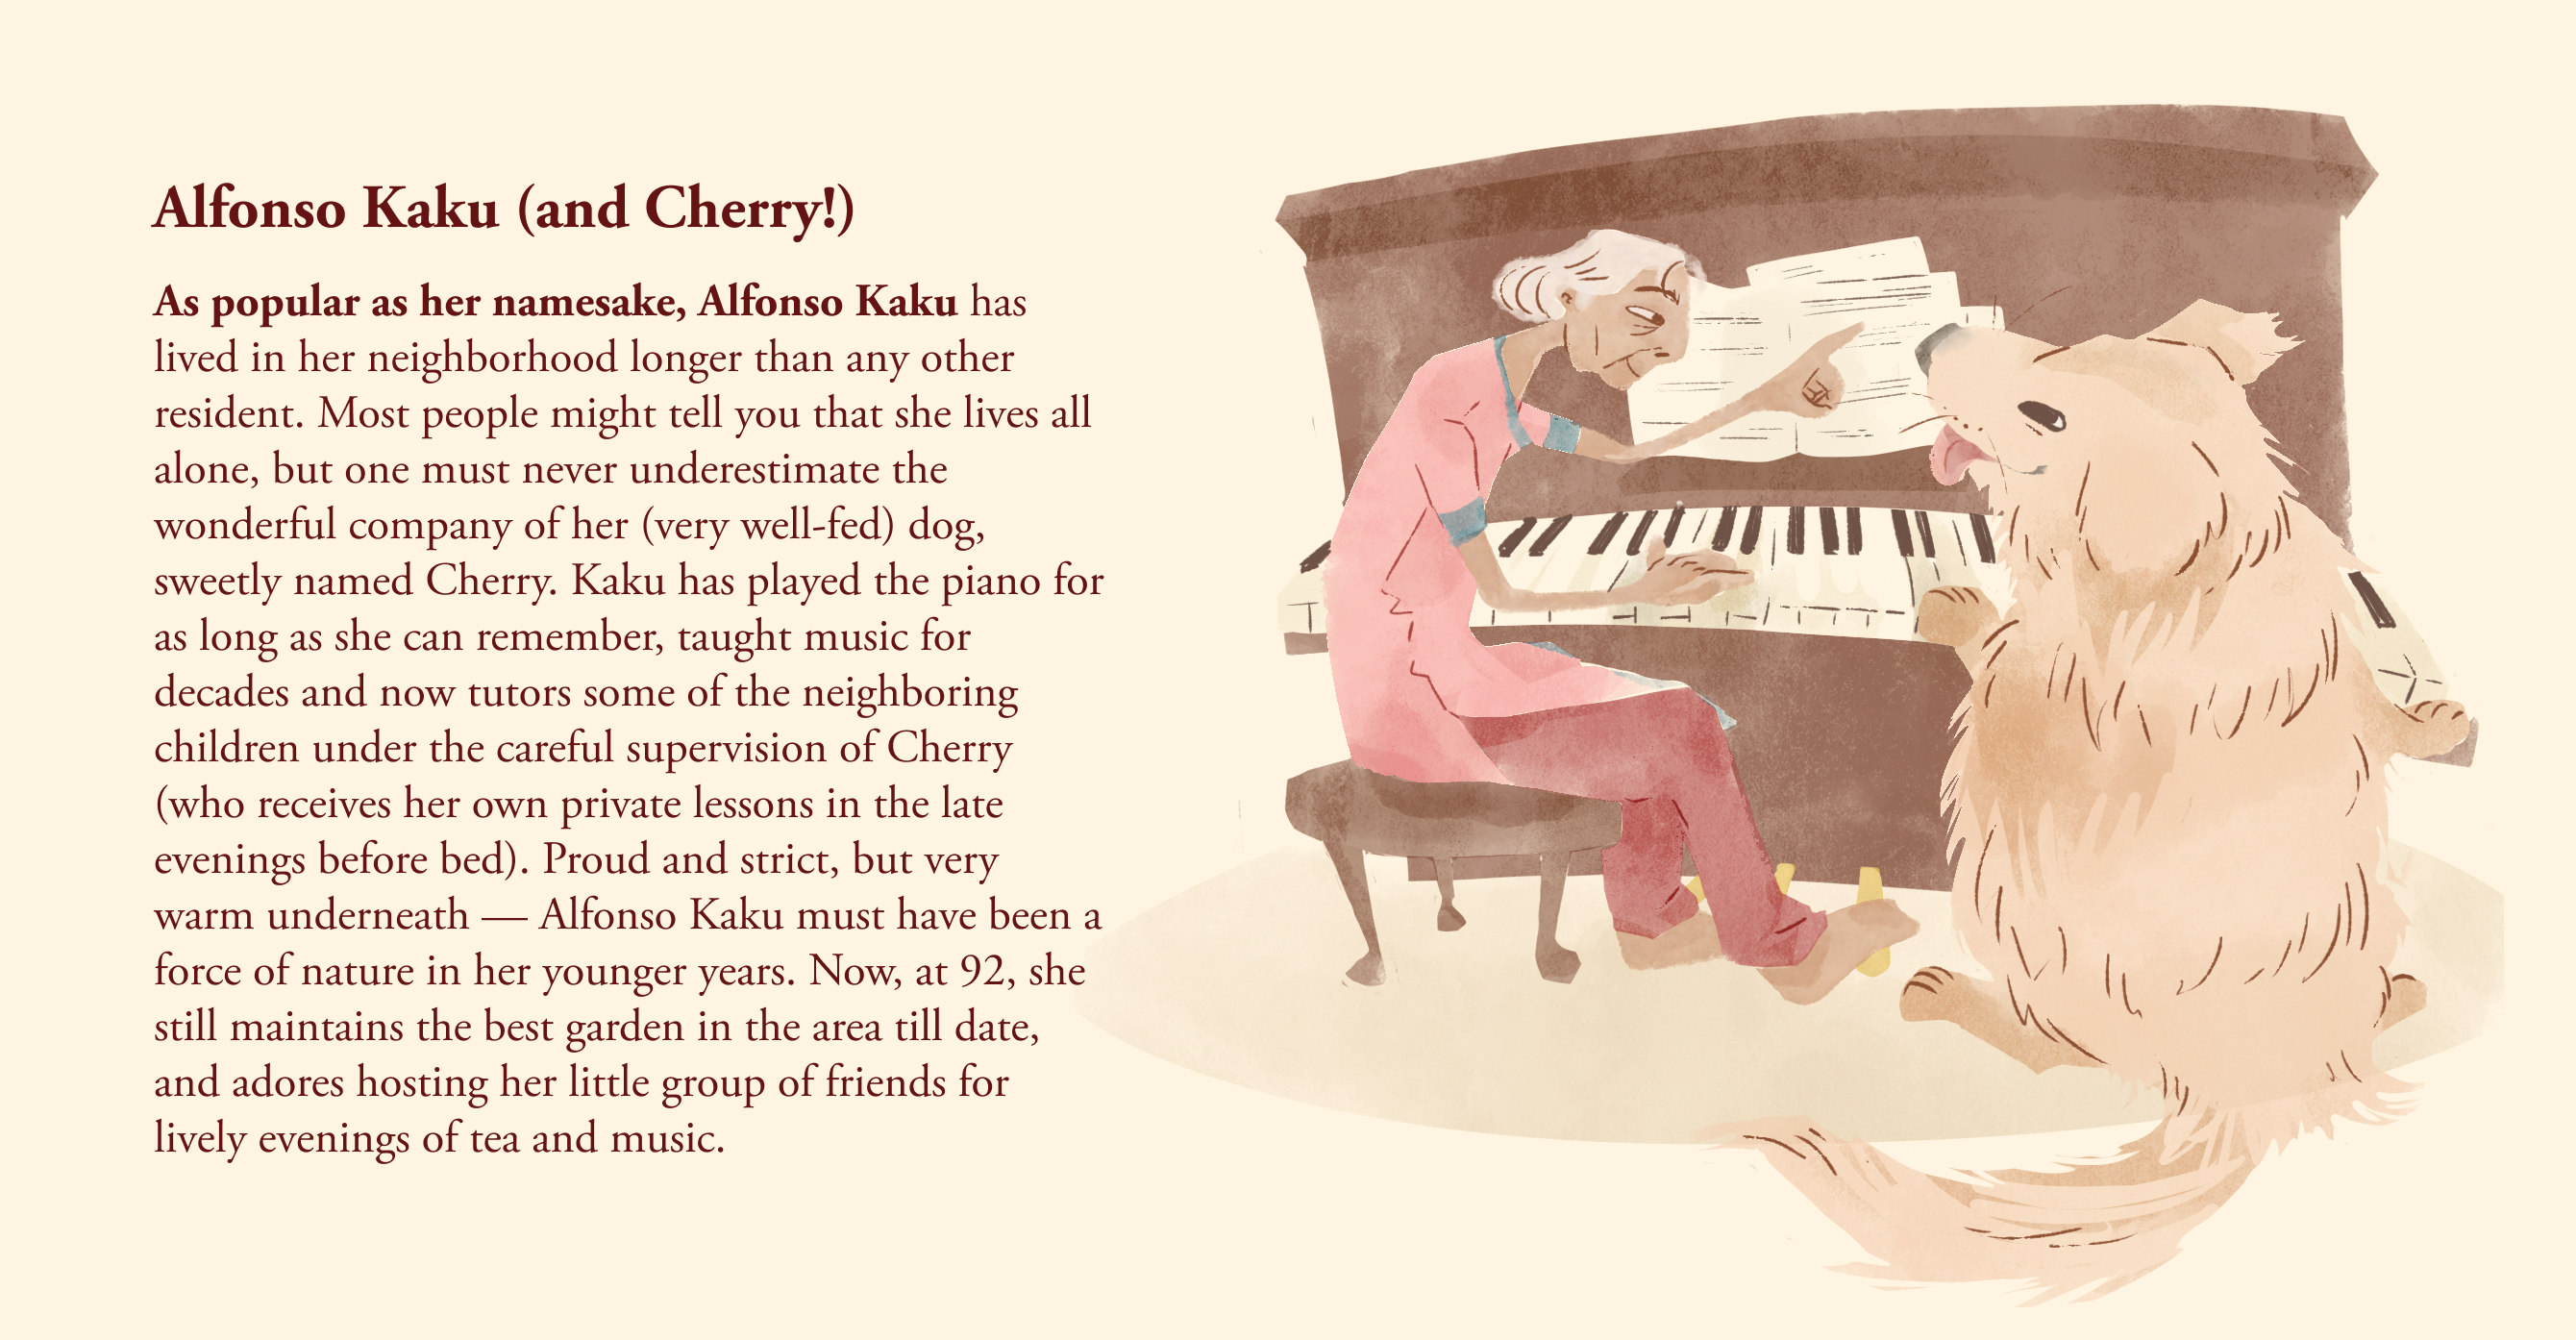 Alfonso Kaku (and Cherry!)
As popular as her namesake, Alfonso Kaku has
lived in her neighborhood longer than any other
resident. Most people might tell you that she lives all
alone, but one must never underestimate the
wonderful company of her (very well-fed) dog,
sweetly named Cherry. Kaku has played the piano for
as long as she can remember, taught music for
decades and now tutors some of the neighboring
children under the careful supervision of Cherry
(who receives her own private lessons in the late
evenings before bed). Proud and strict, but very
warm underneath — Alfonso Kaku must have been a
force of nature in her younger years. Now, at 92, she
still maintains the best garden in the area till date,
and adores hosting her little group of friends for
lively evenings of tea and music.